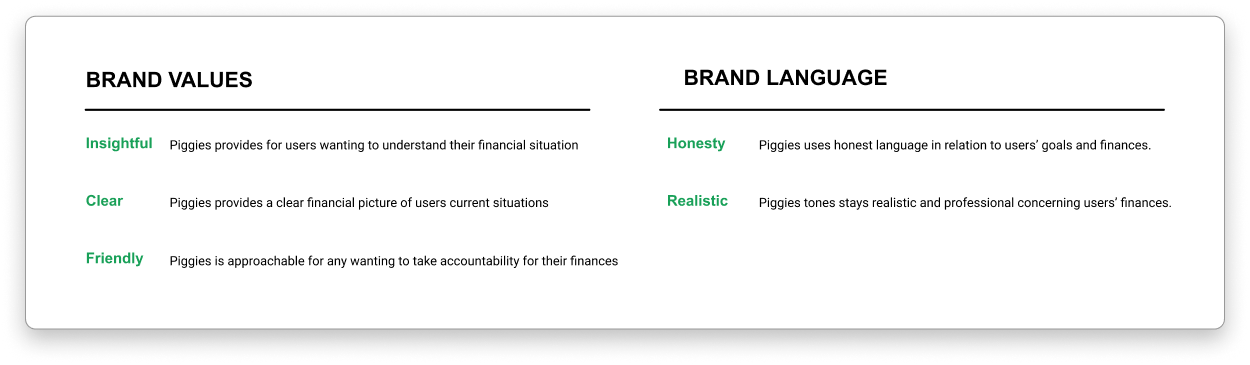 BRAND VALUES
Insightful Piggies provides for users wanting to understand their financial situation
Clear Piggies provides a clear financial picture of users current situations
Friendly Piggies is approachable for any wanting to take accountability for their finances
BRAND LANGUAGE
Honesty Piggies uses honest language in relation to users’ goals and finances.
Realistic Piggies tones stays realistic and professional concerning users’ finances.